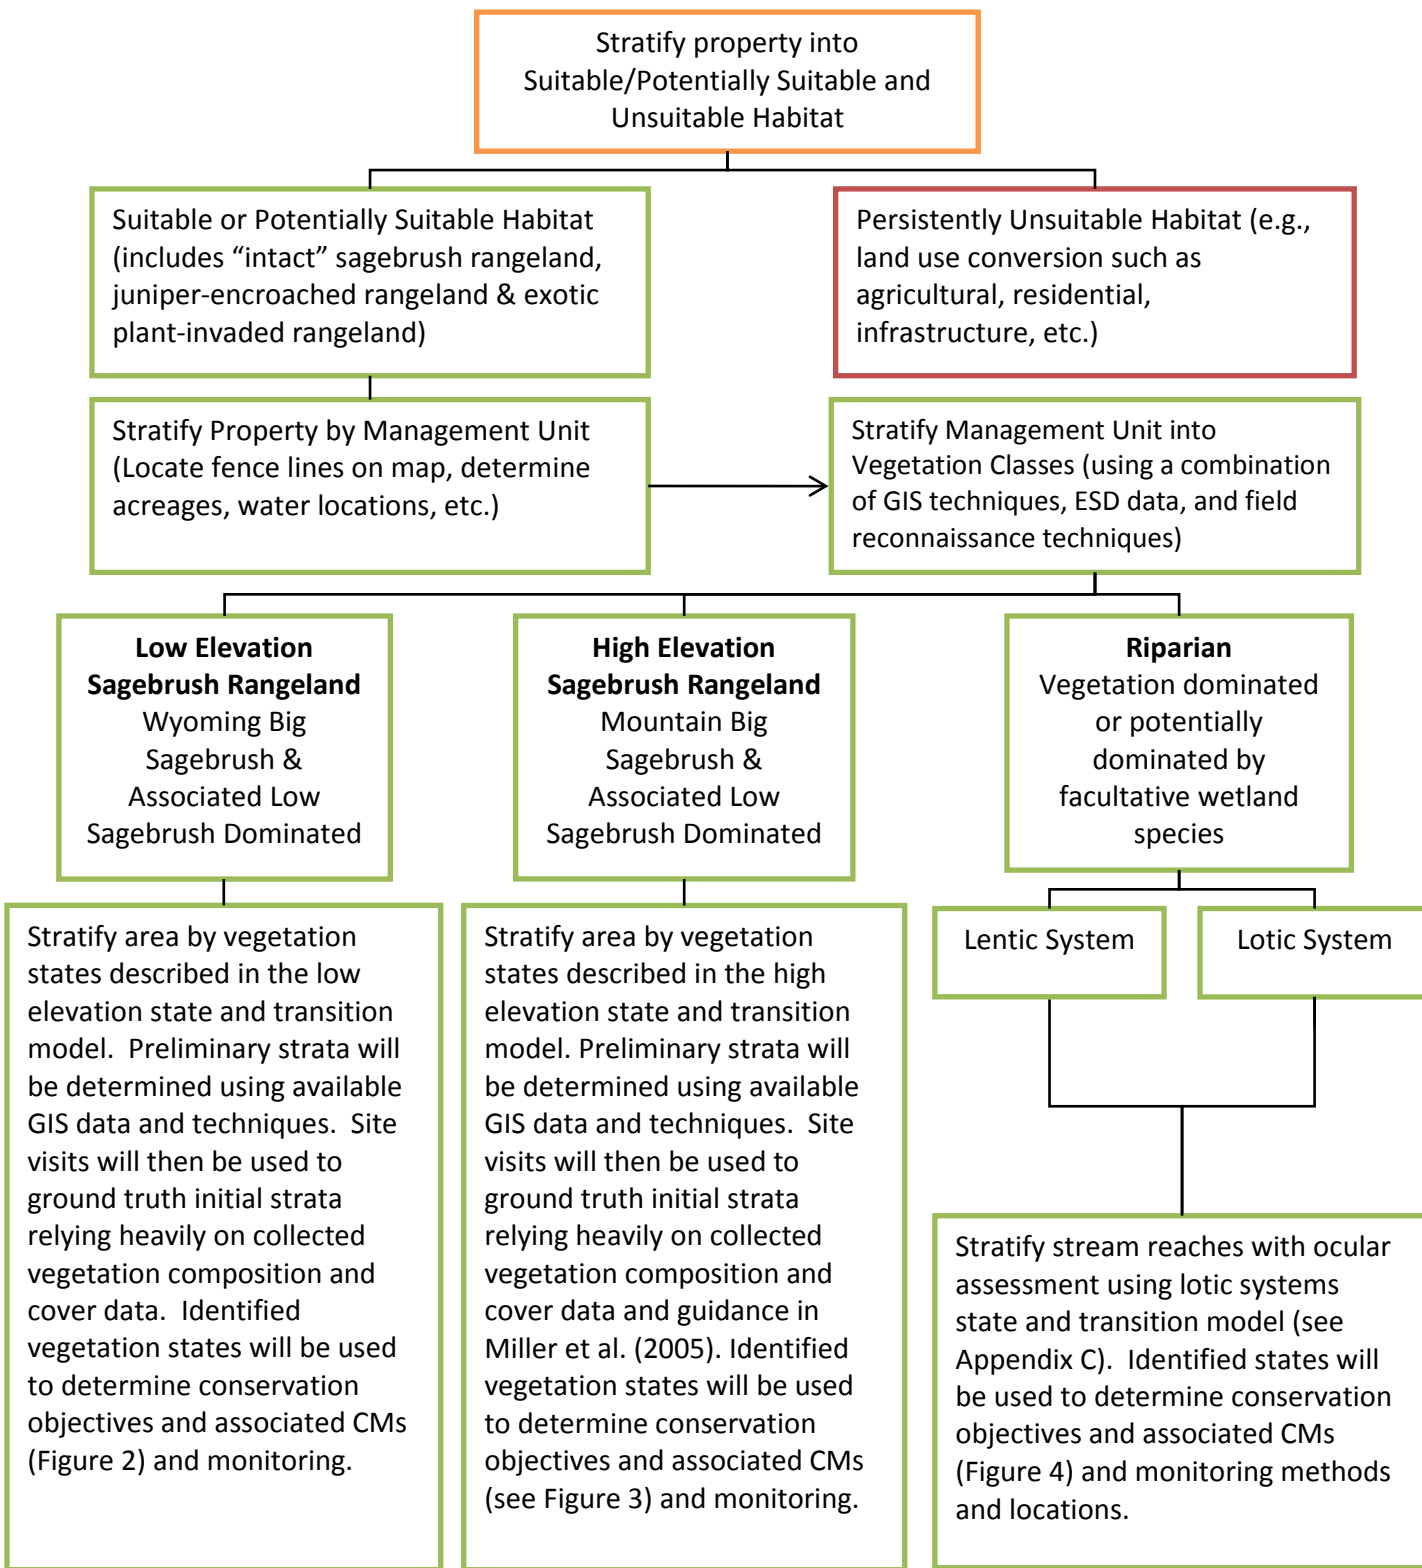 Stratify property into
Suitable/Potentially Suitable and
Unsuitable Habitat
Suitable or Potentially Suitable Habitat
(includes “intact” sagebrush rangeland,
juniper-encroached rangeland & exotic
plant-invaded rangeland)
Persistently Unsuitable Habitat (e.g.,
land use conversion such as
agricultural, residential,
infrastructure, etc.)
Stratify Property by Management Unit
(Locate fence lines on map, determine
acreages, water locations, etc.)
Stratify Management Unit into
Vegetation Classes (using a combination
of GIS techniques, ESD data, and field
reconnaissance techniques)
Low Elevation
Sagebrush Rangeland
Wyoming Big
Sagebrush &
Associated Low
Sagebrush Dominated
High Elevation
Sagebrush Rangeland
Mountain Big
Sagebrush &
Associated Low
Sagebrush Dominated
Riparian
Vegetation dominated
or potentially
dominated by
facultative wetland
species
Stratify area by vegetation
states described in the low
elevation state and transition
model.  Preliminary strata will
be determined using available
GIS data and techniques.  Site
visits will then be used to
ground truth initial strata
relying heavily on collected
vegetation composition and
cover data.  Identified
vegetation states will be used
to determine conservation
objectives and associated CMs
(Figure 2) and monitoring.
Stratify area by vegetation
states described in the high
elevation state and transition
model. Preliminary strata will
be determined using available
GIS data and techniques.  Site
visits will then be used to
ground truth initial strata
relying heavily on collected
vegetation composition and
cover data and guidance in
Miller et al. (2005). Identified
vegetation states will be used
to determine conservation
objectives and associated CMs
(see Figure 3) and monitoring.
Lentic System
Lotic System
Stratify stream reaches with ocular
assessment using lotic systems
state and transition model (see
Appendix C).  Identified states will
be used to determine conservation
objectives and associated CMs
(Figure 4) and monitoring methods
and locations.